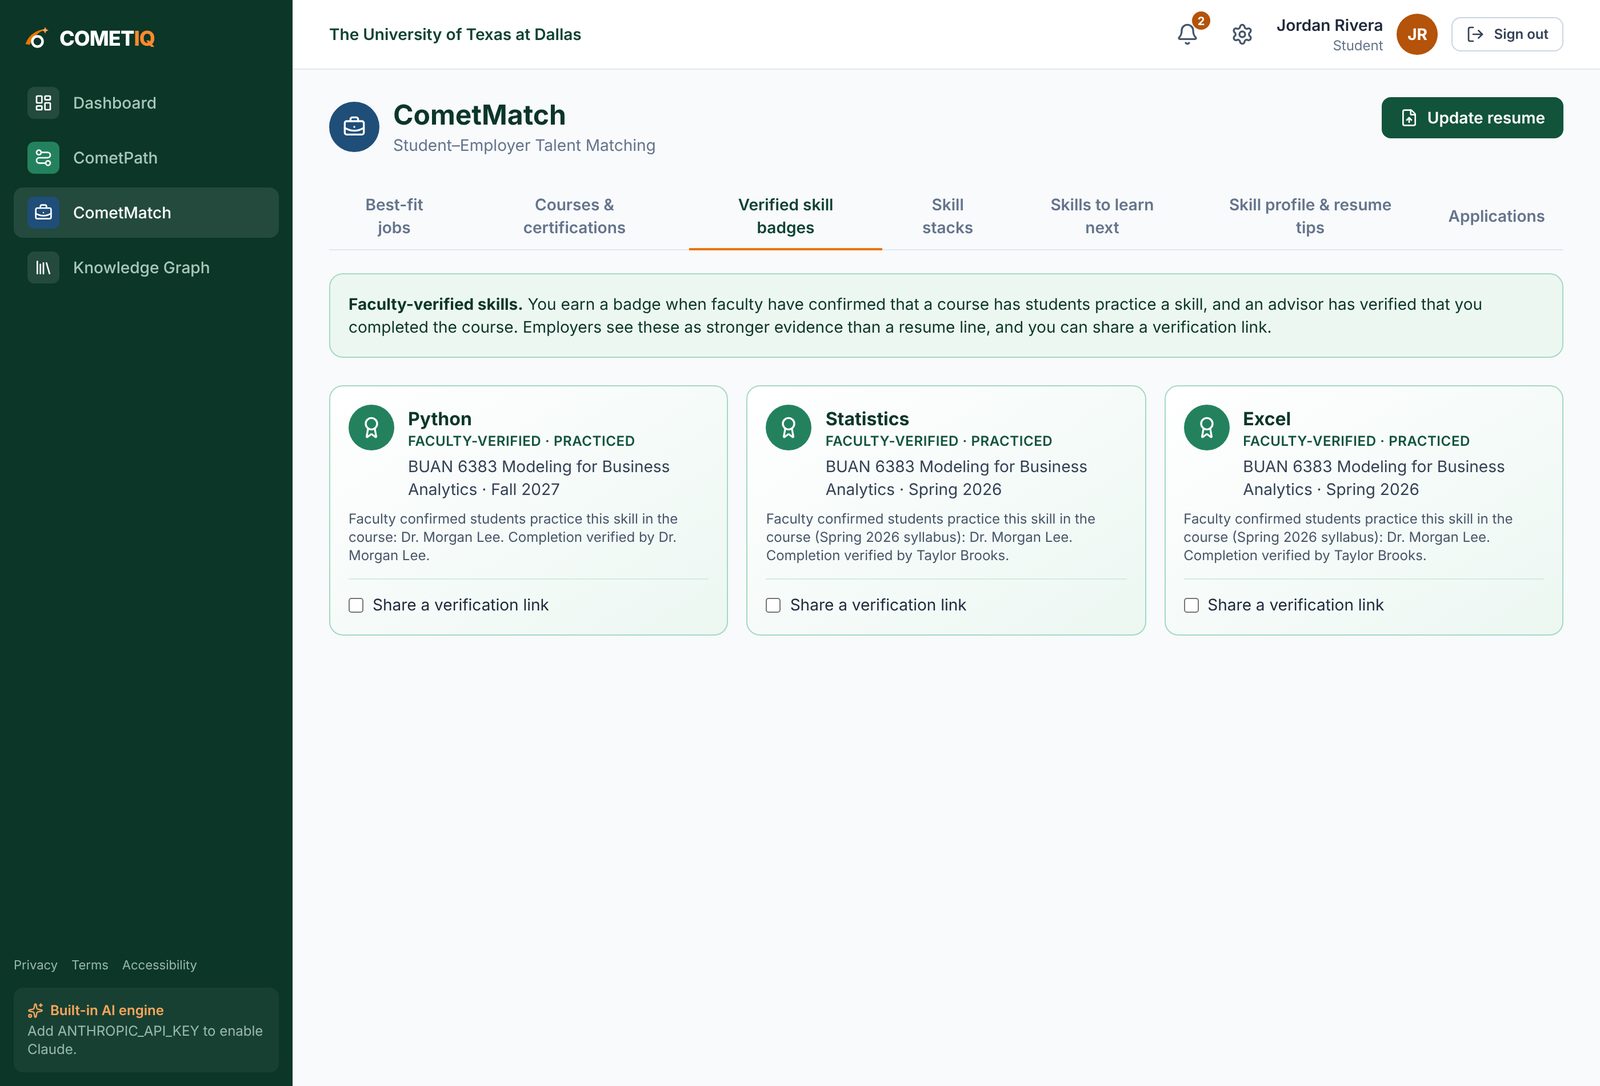 COMETIQ
Dashboard
CometPath
CometMatch
Knowledge Graph
Privacy Terms Accessibility
Built-in AI engine
Add ANTHROPIC_API_KEY to enable
Claude.
The University of Texas at Dallas
2
Jordan Rivera
Student
JR
Sign out
CometMatch
Student–Employer Talent Matching
Update resume
Best-fit
jobs
Courses &
certifications
Verified skill
badges
Skill
stacks
Skills to learn
next
Skill profile & resume
tips
Applications
Faculty-verified skills. You earn a badge when faculty have confirmed that a course has students practice a skill, and an advisor has verified that you
completed the course. Employers see these as stronger evidence than a resume line, and you can share a verification link.
Python
FACULTY-VERIFIED · PRACTICED
BUAN 6383 Modeling for Business
Analytics · Fall 2027
Faculty confirmed students practice this skill in the
course: Dr. Morgan Lee. Completion verified by Dr.
Morgan Lee.
Share a verification link
Statistics
FACULTY-VERIFIED · PRACTICED
BUAN 6383 Modeling for Business
Analytics · Spring 2026
Faculty confirmed students practice this skill in the
course (Spring 2026 syllabus): Dr. Morgan Lee.
Completion verified by Taylor Brooks.
Share a verification link
Excel
FACULTY-VERIFIED · PRACTICED
BUAN 6383 Modeling for Business
Analytics · Spring 2026
Faculty confirmed students practice this skill in the
course (Spring 2026 syllabus): Dr. Morgan Lee.
Completion verified by Taylor Brooks.
Share a verification link